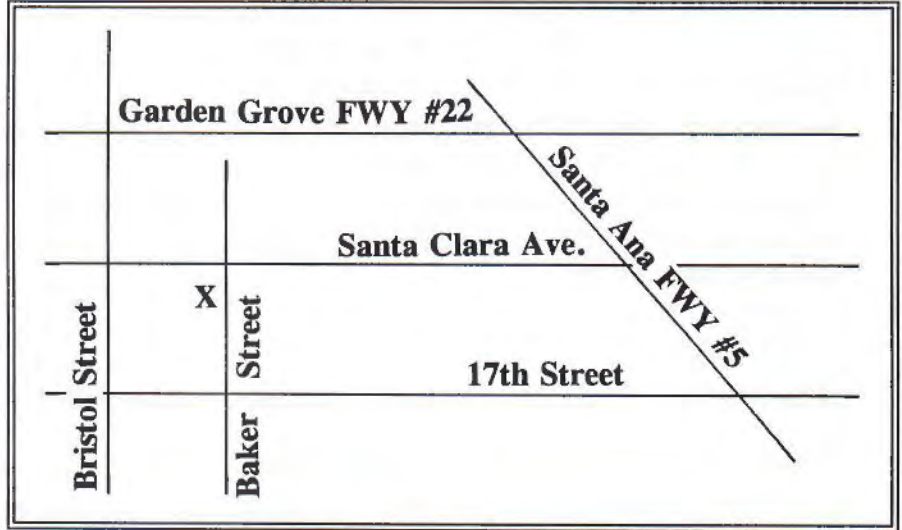 Garden Grove FWY #22
Santa Ana FWY #5
Santa Clara Ave.
X
Bristol Street
Baker Street
17th Street